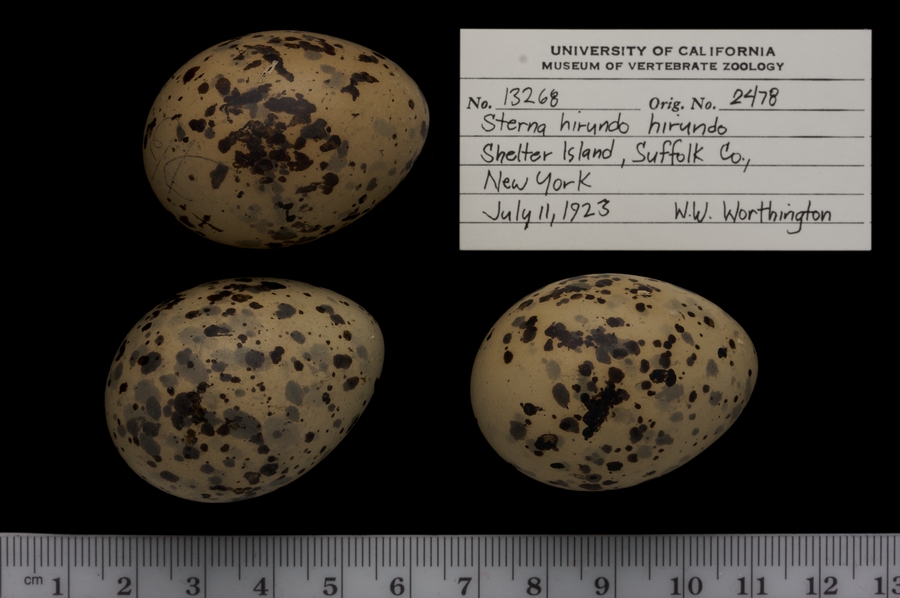 UNIVERSITY OF CALIFORNIA
MUSEUM OF VERTEBRATE ZOOLOGY
No. 13268 Orig. No. 2478
Sterna hirundo hirundo
Shelter Island, Suffolk Co.,
New York
July 11, 1923 W.W. Worthington
cm 1 2 3 4 5 6 7 8 9 10 11 12 13